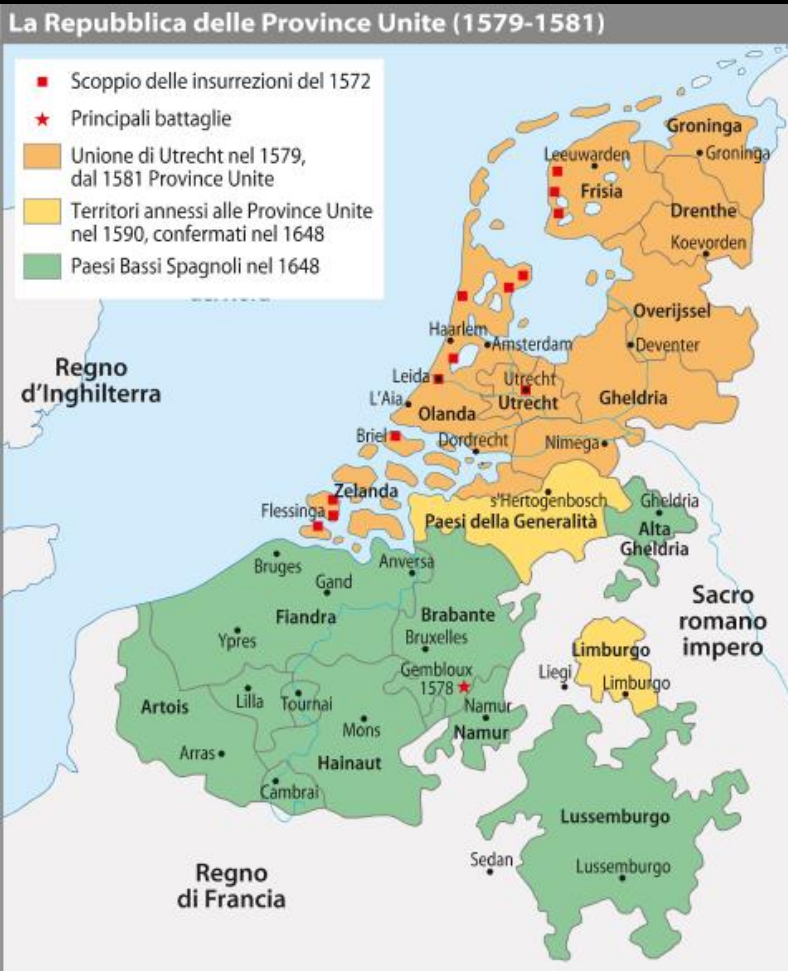 La Repubblica delle Province Unite (1579-1581)
Scoppio delle insurrezioni del 1572
Principali battaglie
Unione di Utrecht nel 1579,
dal 1581 Province Unite
Territori annessi alle Province Unite
nel 1590, confermati nel 1648
Paesi Bassi Spagnoli nel 1648
Groninga
Groninga
Leeuwarden
Frisia
Drenthe
Koevorden
Overijssel
Haarlem
Amsterdam
Deventer
Regno
d'Inghilterra
Leida
Utrecht
Utrecht
Gheldria
L'Aia
Olanda
Briel
Dordrecht
Nimega
Zelanda
Flessinga
s'Hertogenbosch
Paesi della Generalità
Gheldria
Alta
Gheldria
Bruges
Anversa
Gand
Fiandra
Brabante
Sacro
romano
impero
Ypres
Bruxelles
Limburgo
Gembloux
1578
Liegi
Limburgo
Artois
Lilla
Tournai
Namur
Namur
Mons
Arras
Hainaut
Cambrai
Lussemburgo
Sedan
Lussemburgo
Regno
di Francia